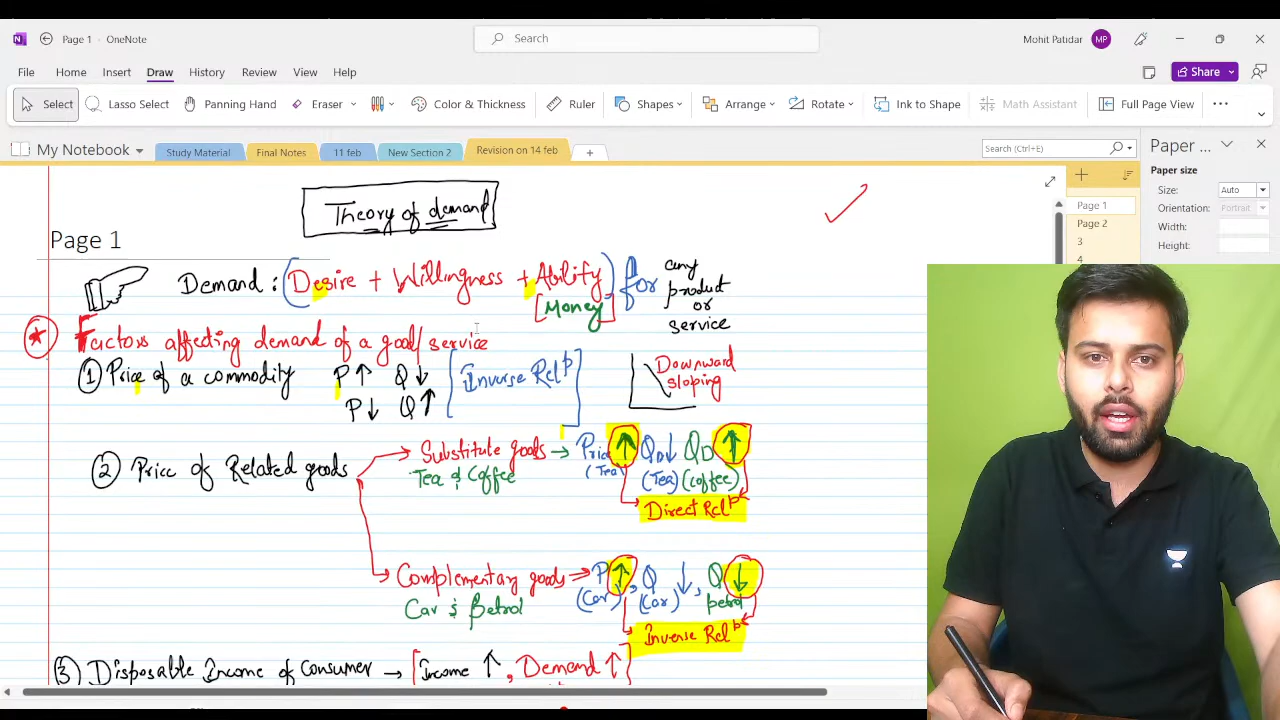 Page 1 - OneNote
Search
Mohit Patidar
MP
File Home Insert Draw History Review View Help
Share
Select Lasso Select Panning Hand Eraser Color & Thickness Ruler Shapes Arrange Rotate Ink to Shape Math Assistant Full Page View ...
My Notebook Study Material Final Notes 11 feb New Section 2 Revision on 14 feb +
Search (Ctrl+E)
Paper ...
Paper size
Size: Auto
Orientation: Portrait
Width:
Height:
Page 1
Page 2
3
4
Theory of demand
Page 1
Demand : (Desire + Willingness + Ability) for any product or service
[Money]
Factors affecting demand of a good/service
① Price of a commodity P↑ Q↓ [Inverse Relp] Downward sloping
P↓ Q↑
② Price of Related goods
Substitute goods → Price↑ QD↓ QD↑
Tea & Coffee (Tea) (Tea) (coffee)
Direct Relp
Complementary goods ⇒ P↑, Q↓, Q↓
Car & Petrol (Car) (Car) petrol
Inverse Relp
③ Disposable Income of Consumer → [Income ↑, Demand ↑]